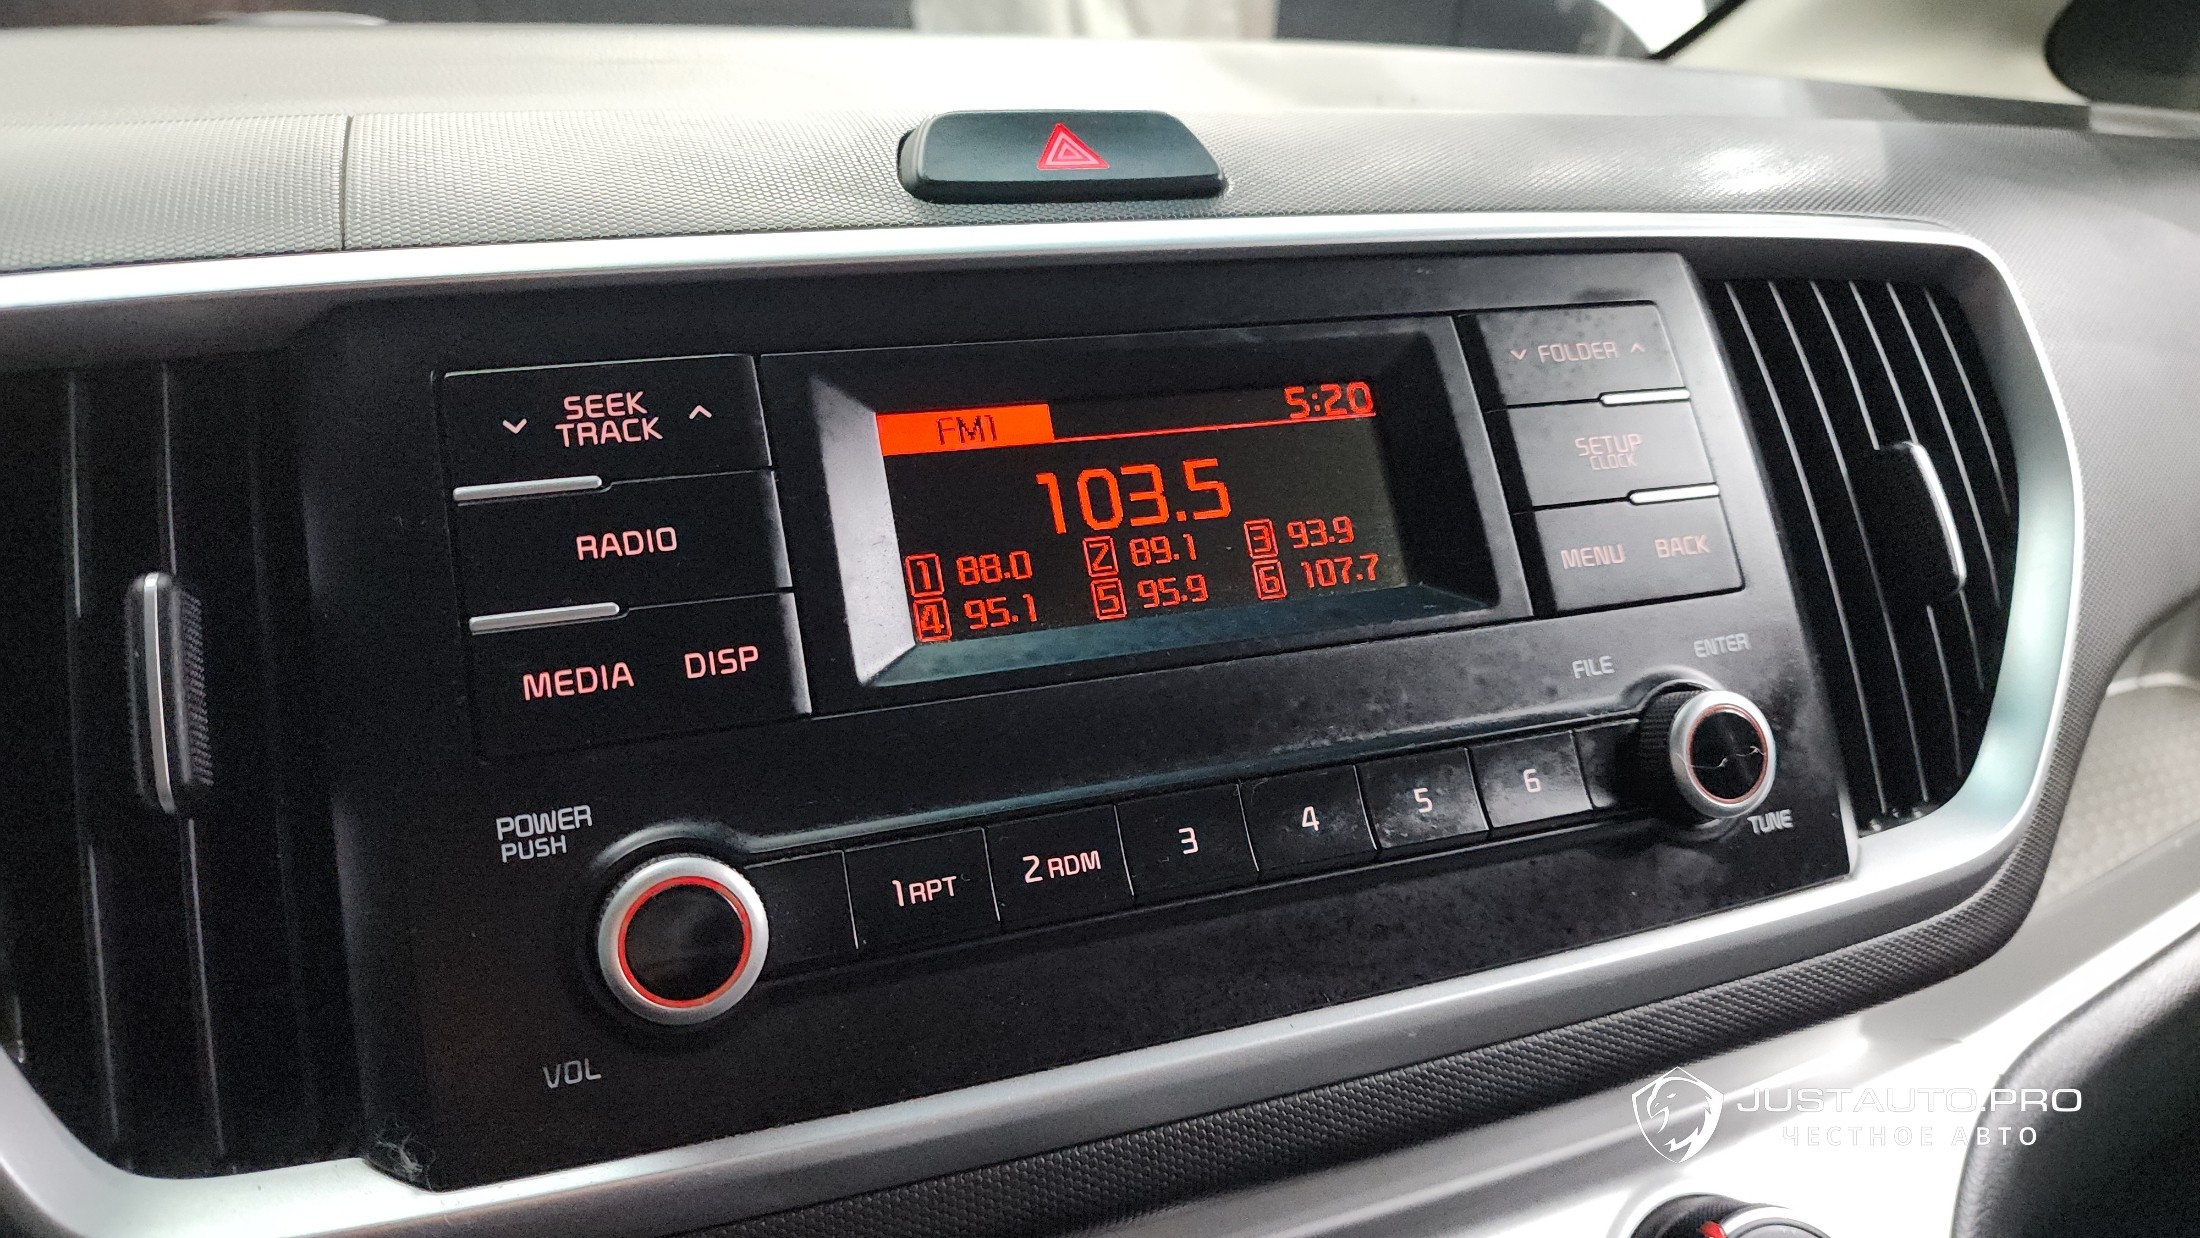 SEEK
TRACK
RADIO
MEDIA DISP
FM1 5:20
103.5
1 88.0 2 89.1 3 93.9
4 95.1 5 95.9 6 107.7
FOLDER
SETUP
CLOCK
MENU BACK
FILE ENTER
TUNE
POWER
PUSH
1 RPT 2 RDM 3 4 5 6
VOL
JUSTAUTO.PRO
ЧЕСТНОЕ АВТО